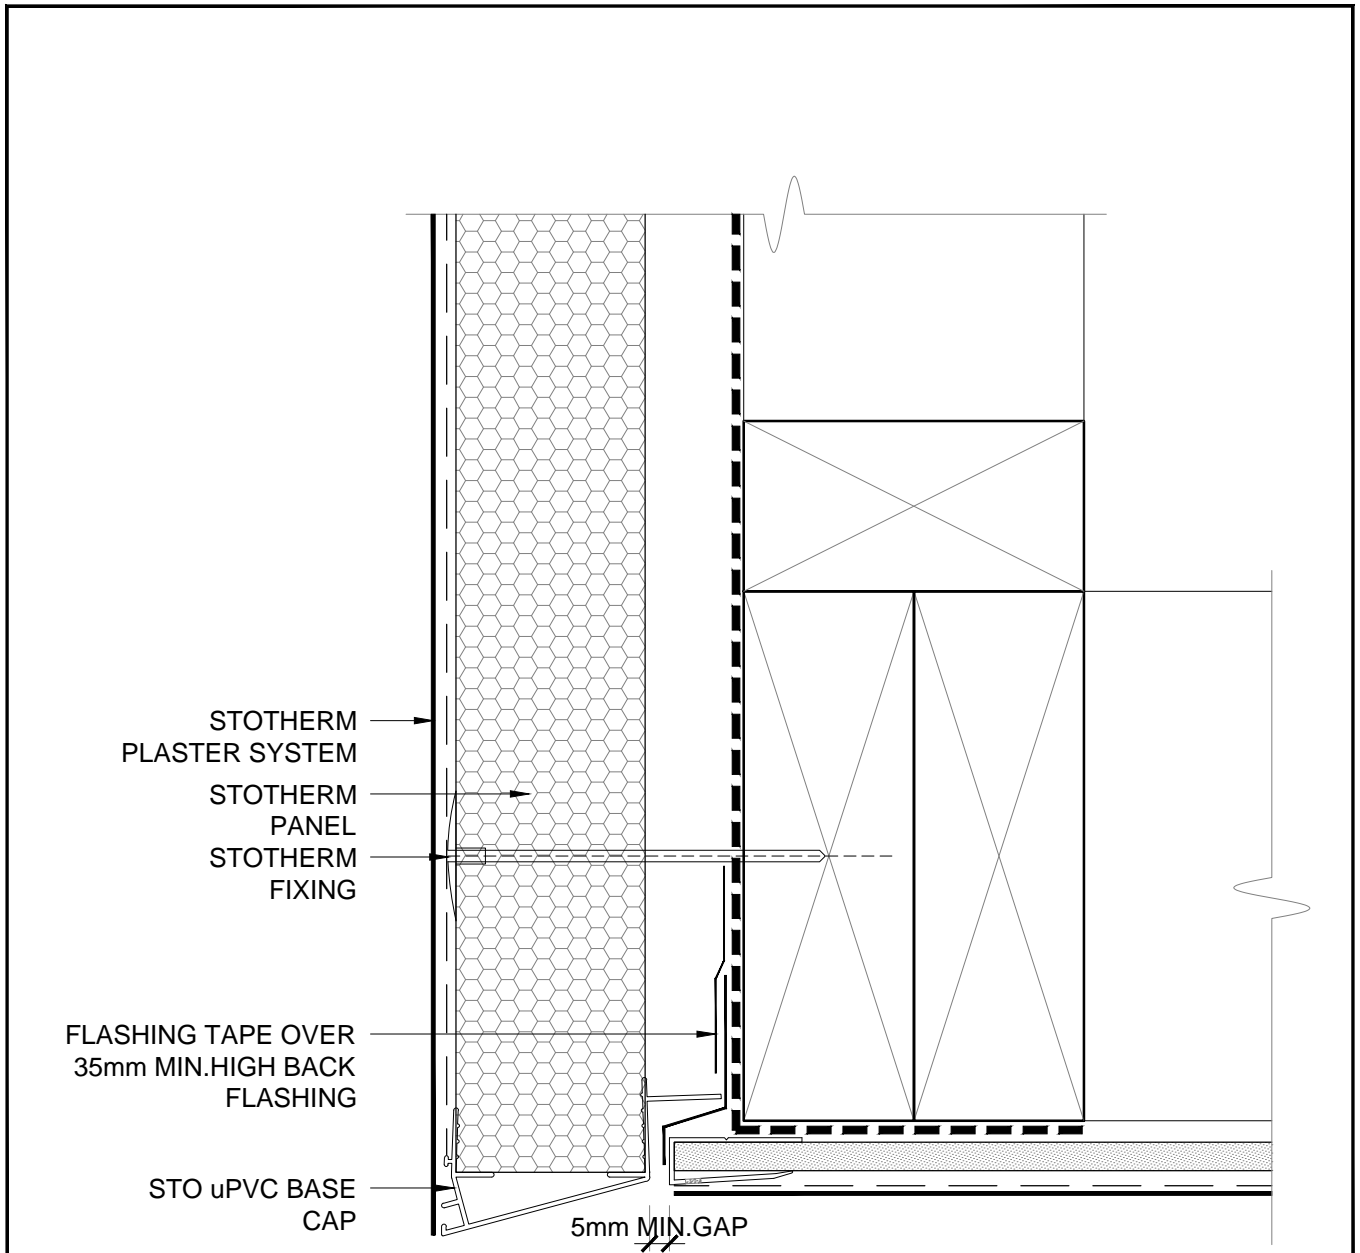 STOTHERM
PLASTER SYSTEM
STOTHERM
PANEL
STOTHERM
FIXING
FLASHING TAPE OVER
35mm MIN.HIGH BACK
FLASHING
STO uPVC BASE
CAP
5mm MIN.GAP